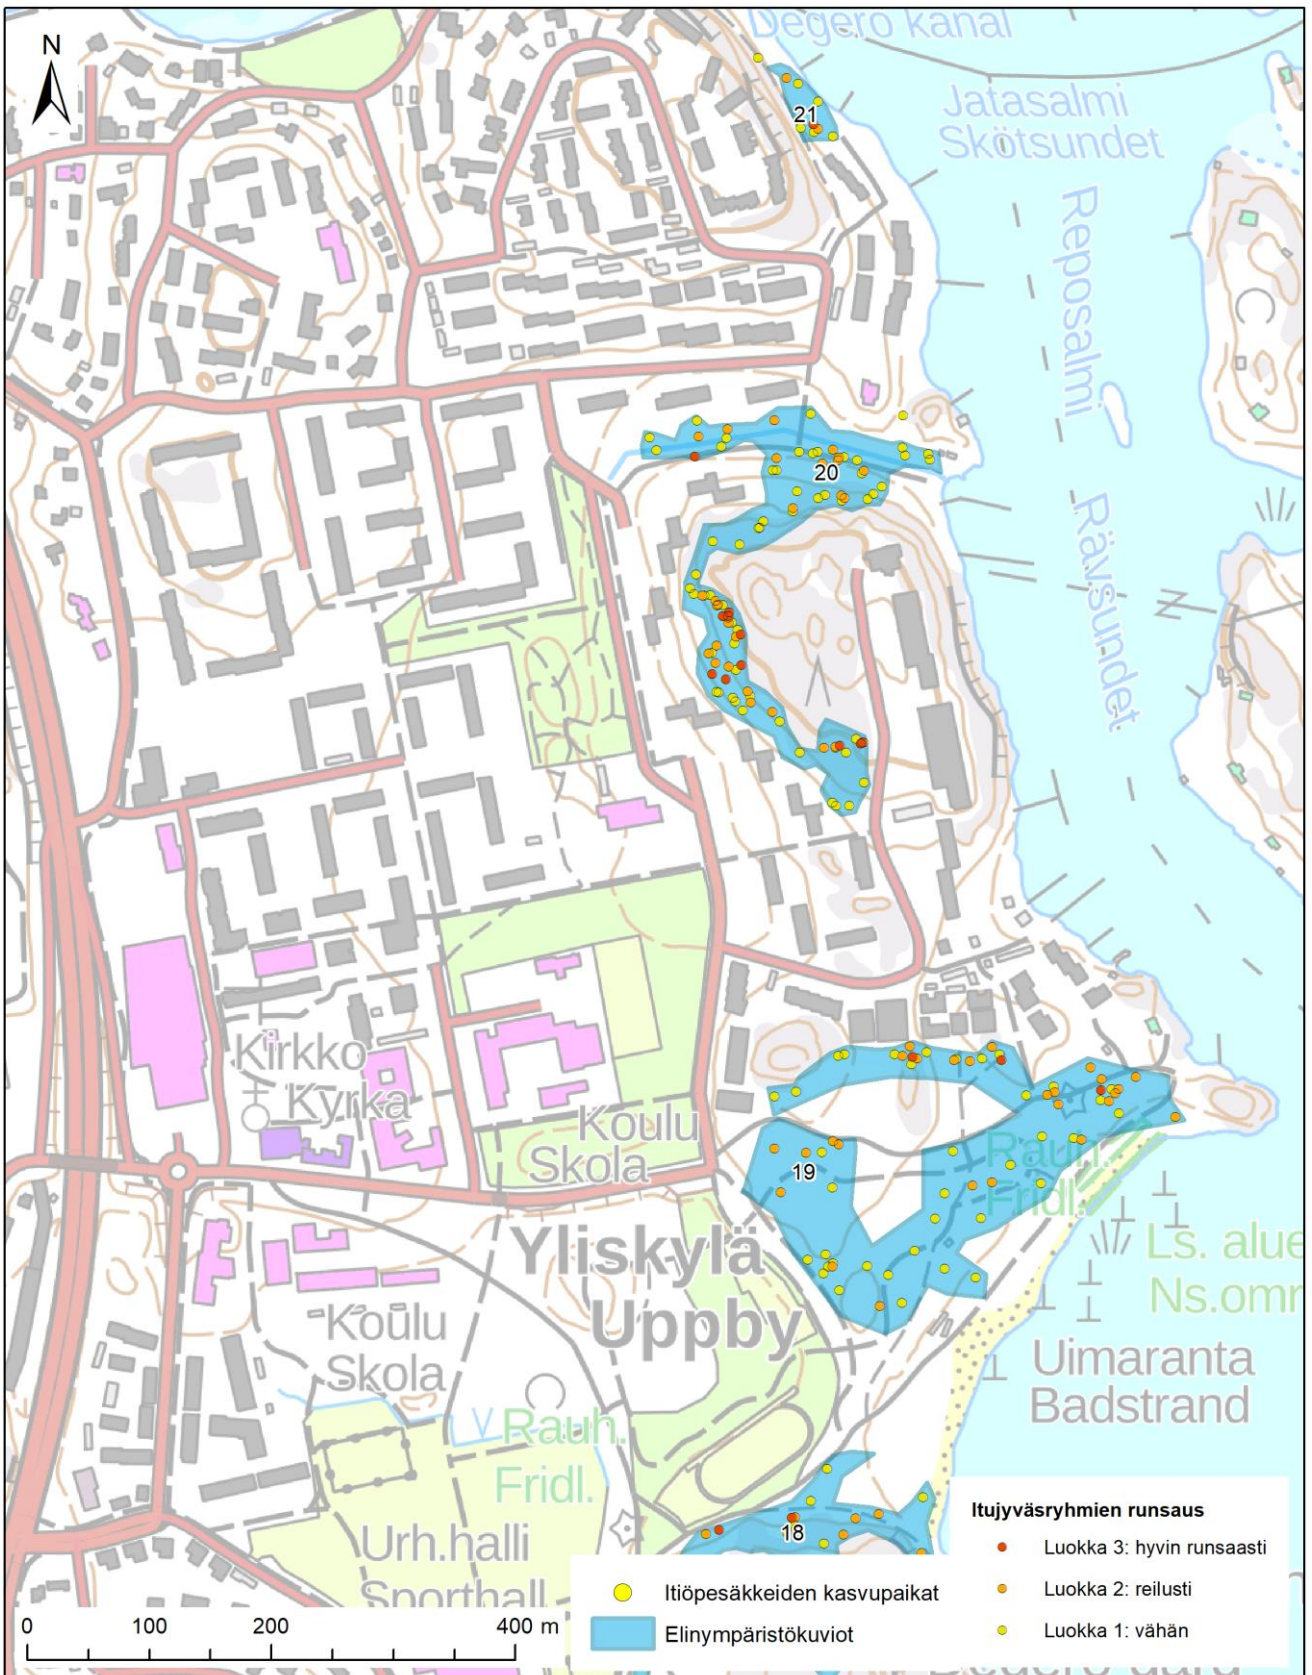 N
Degerö kanal
Jatasalmi
Skötsundet
21
Reposalmi
20
Rävsundet
Kirkko
Kyrka
Koulu
Skola
19
Rauh.
Fridl.
Yliskylä
Uppby
Ls. alue
Ns.omr
Koulu
Skola
Uimaranta
Badstrand
Rauh.
Fridl.
18
Urh.halli
Sporthall
Itujyväsryhmien runsaus
Luokka 3: hyvin runsaasti
Luokka 2: reilusti
Luokka 1: vähän
Itiöpesäkkeiden kasvupaikat
Elinympäristökuviot
0 100 200 400 m